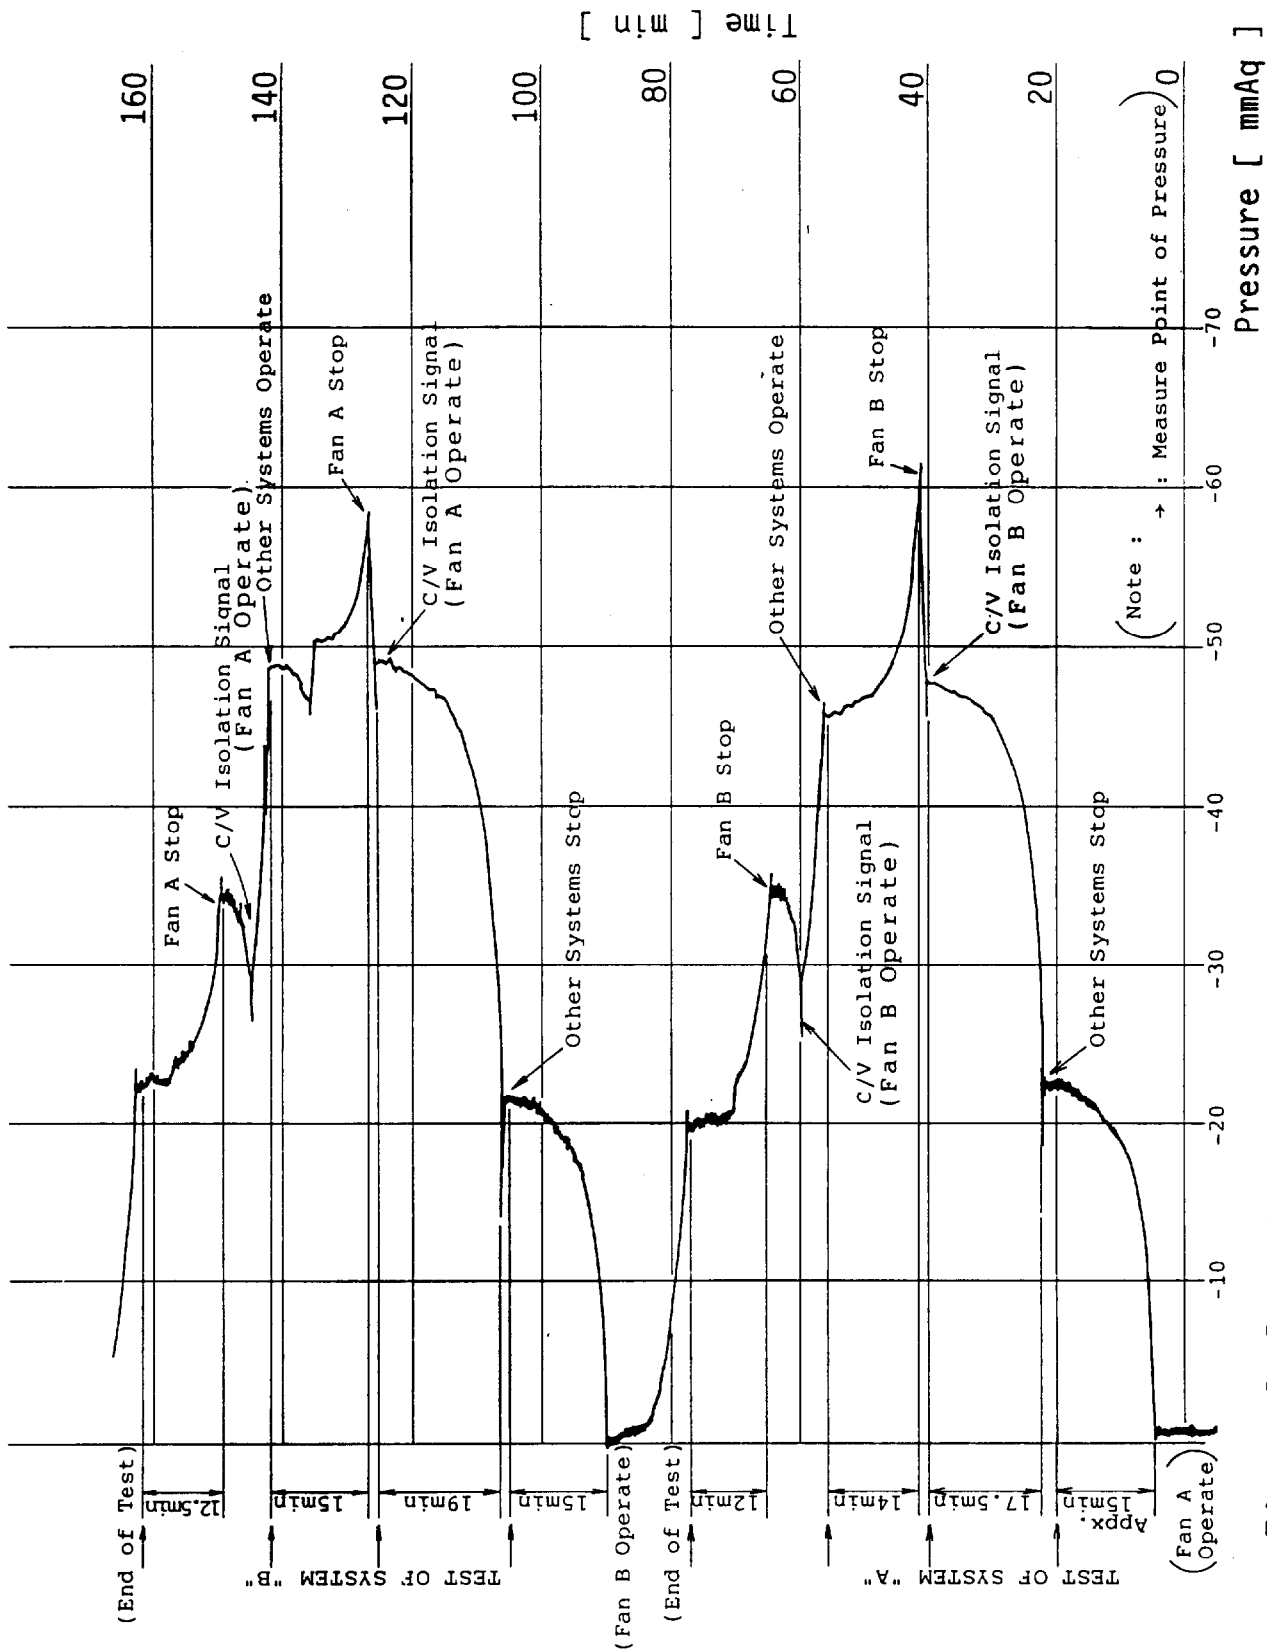 Time [ min ]
160
140
120
100
80
60
40
20
0
Pressure [ mmAq ]
-70
-60
-50
-40
-30
-20
-10
Fan A Stop
C/V Isolation Signal
(Fan A Operate)
Other Systems Operate
Fan A Stop
C/V Isolation Signal
(Fan A Operate)
Other Systems Stop
Fan B Stop
Other Systems Operate
C/V Isolation Signal
(Fan B Operate)
Fan B Stop
C/V Isolation Signal
(Fan B Operate)
Other Systems Stop
(Note : → : Measure Point of Pressure)
(End of Test)
12.5min
15min
19min
15min
TEST OF SYSTEM "B"
(Fan B Operate)
(End of Test)
12min
14min
17.5min
Appx.
15min
TEST OF SYSTEM "A"
(Fan A
Operate)